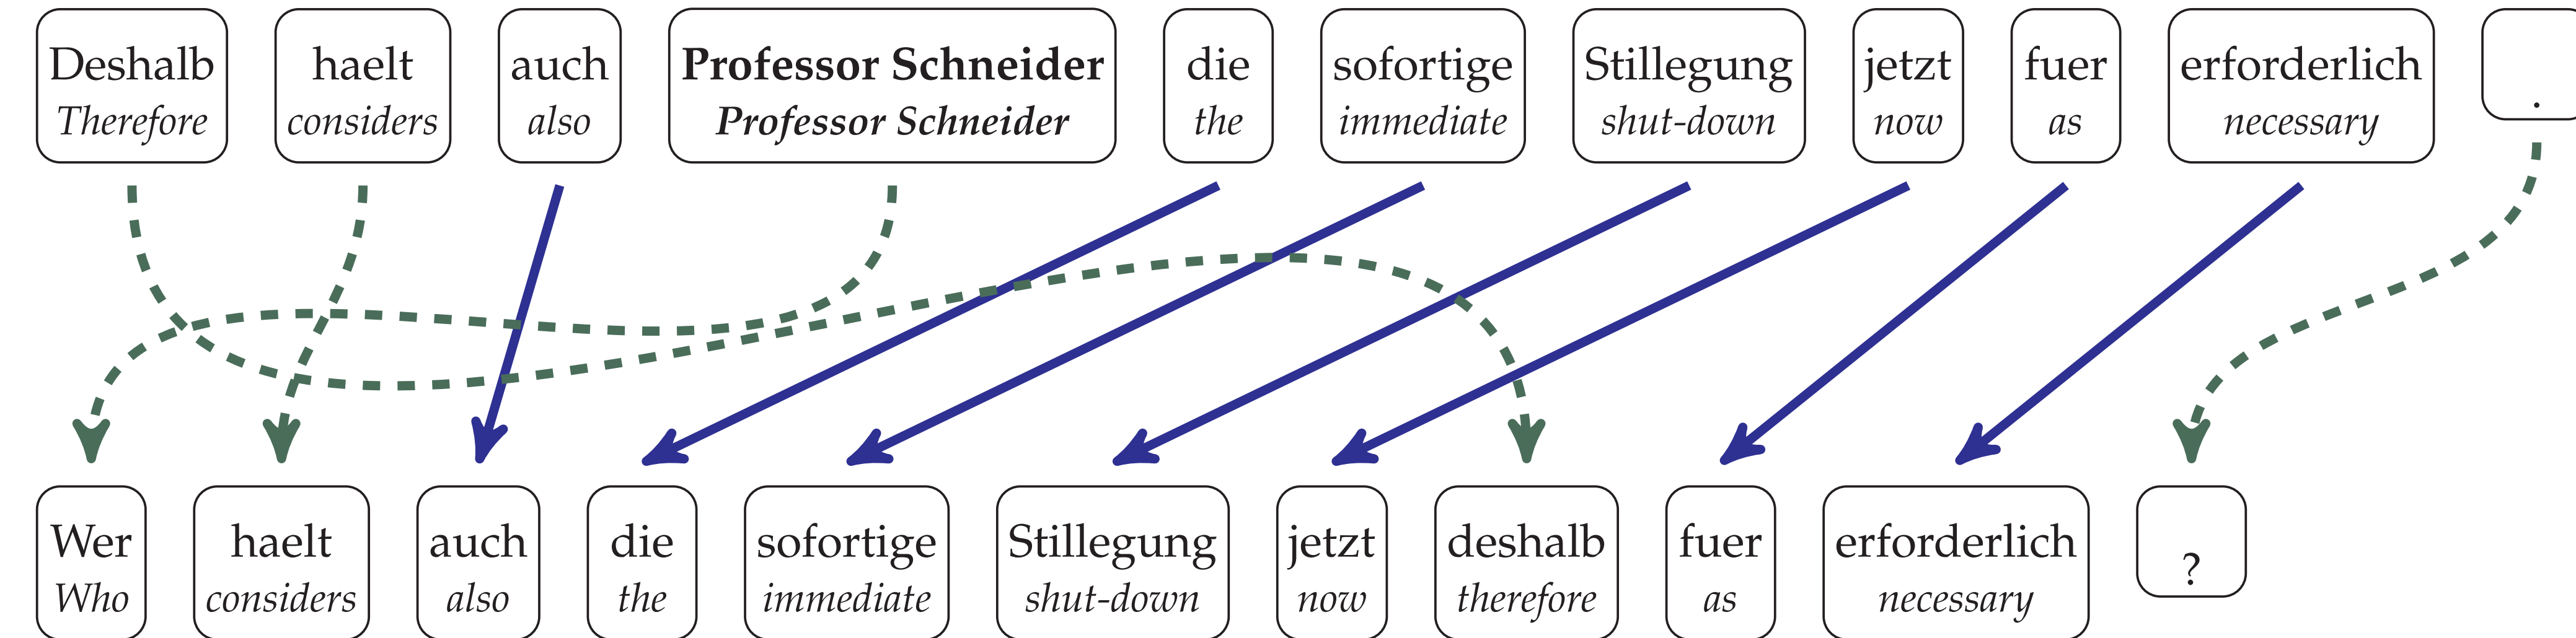 Deshalb haelt auch Professor Schneider die sofortige Stillegung jetzt fuer erforderlich .
Therefore considers also Professor Schneider the immediate shut-down now as necessary
Wer haelt auch die sofortige Stillegung jetzt deshalb fuer erforderlich ?
Who considers also the immediate shut-down now therefore as necessary